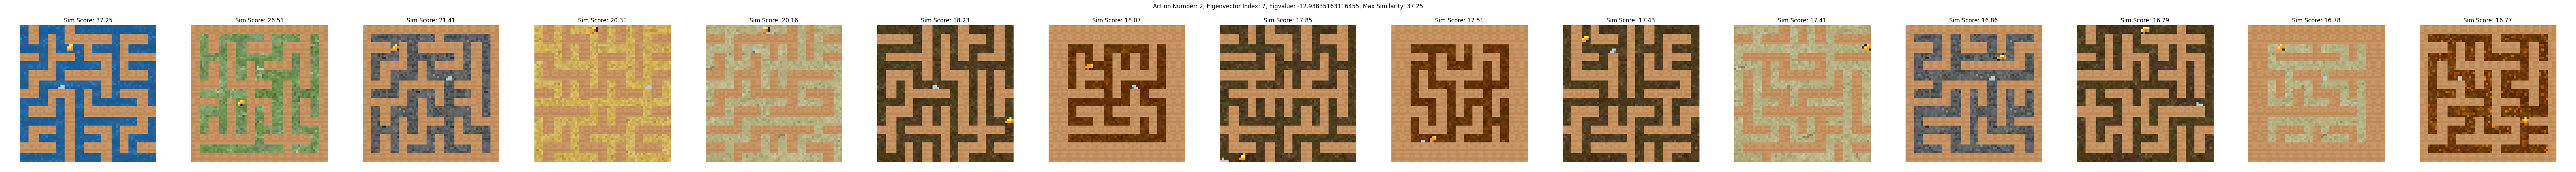 Action Number: 2, Eigenvector Index: 7, Eigvalue: -12.93835163116455, Max Similarity: 37.25
Sim Score: 37.25
Sim Score: 26.51
Sim Score: 21.41
Sim Score: 20.31
Sim Score: 20.16
Sim Score: 18.23
Sim Score: 18.07
Sim Score: 17.85
Sim Score: 17.51
Sim Score: 17.43
Sim Score: 17.41
Sim Score: 16.86
Sim Score: 16.79
Sim Score: 16.78
Sim Score: 16.77